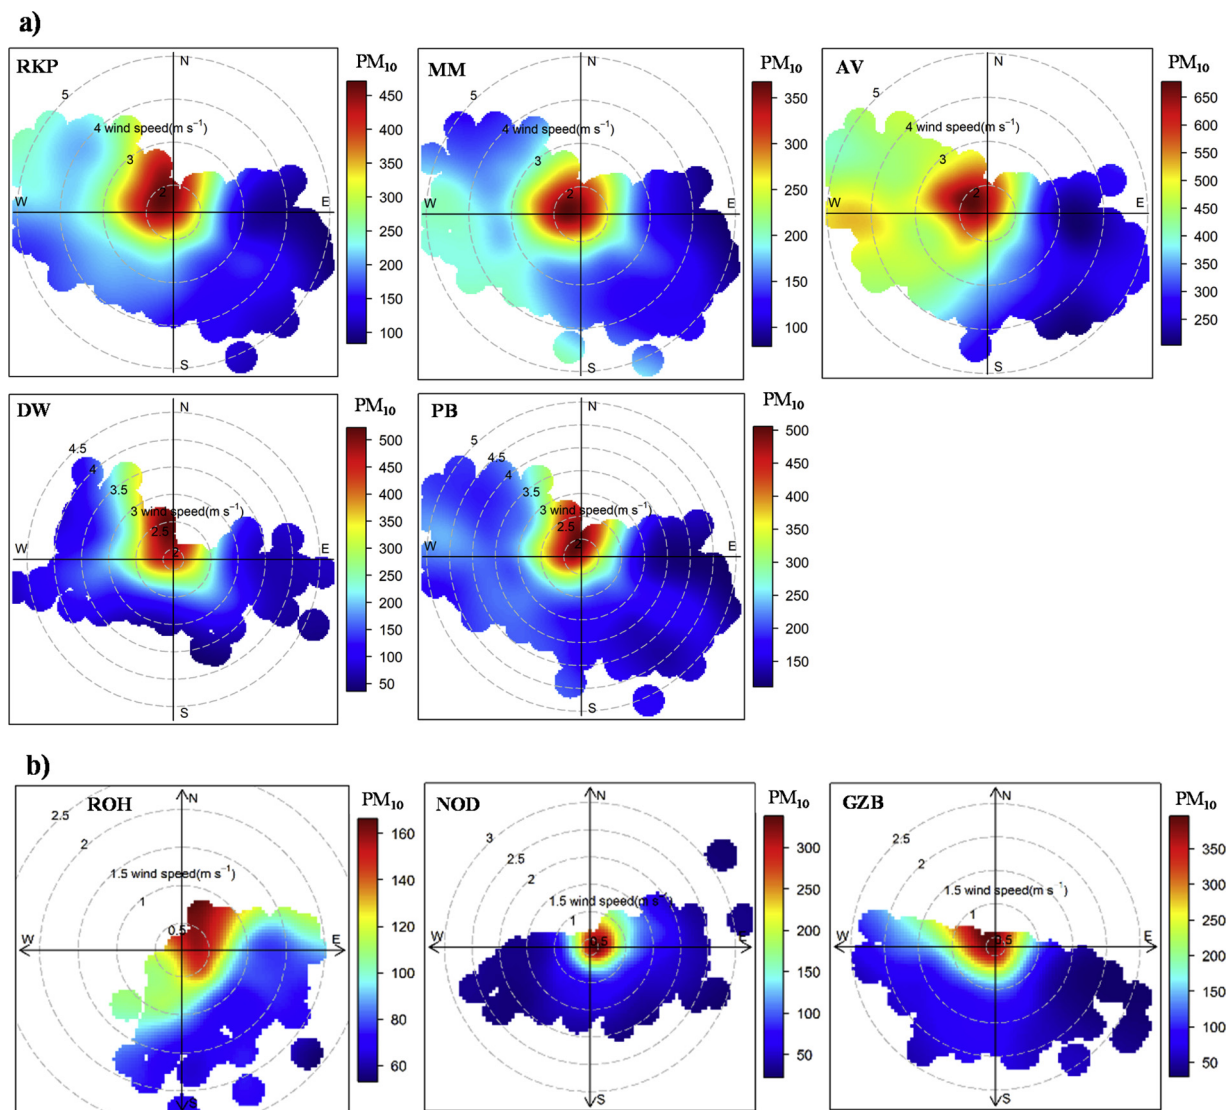 a)
RKP
PM10
N
5
4 wind speed(m s−1)
3
2
W
E
S
450
400
350
300
250
200
150
100
MM
PM10
N
5
4 wind speed(m s−1)
3
2
W
E
S
350
300
250
200
150
100
AV
PM10
N
5
4 wind speed(m s−1)
3
2
W
E
S
650
600
550
500
450
400
350
300
250
DW
PM10
N
4.5
4
3.5
3 wind speed(m s−1)
2.5
2
W
E
S
500
450
400
350
300
250
200
150
100
50
PB
PM10
N
5
4.5
4
3.5
3 wind speed(m s−1)
2.5
2
W
E
S
500
450
400
350
300
250
200
150
b)
ROH
PM10
N
2.5
2
1.5 wind speed(m s−1)
1
0.5
W
E
S
160
140
120
100
80
60
NOD
PM10
N
3
2.5
2
1.5 wind speed(m s−1)
1
0.5
W
E
S
300
250
200
150
100
50
GZB
PM10
N
2.5
2
1.5 wind speed(m s−1)
1
0.5
W
E
S
350
300
250
200
150
100
50